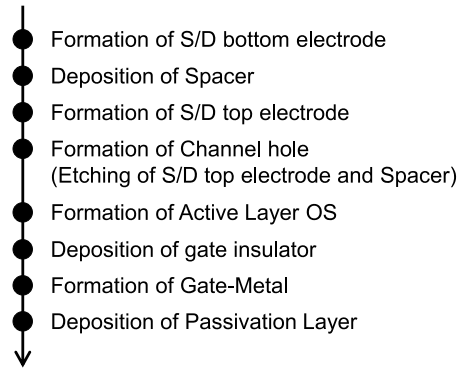 Formation of S/D bottom electrode
Deposition of Spacer
Formation of S/D top electrode
Formation of Channel hole
(Etching of S/D top electrode and Spacer)
Formation of Active Layer OS
Deposition of gate insulator
Formation of Gate-Metal
Deposition of Passivation Layer